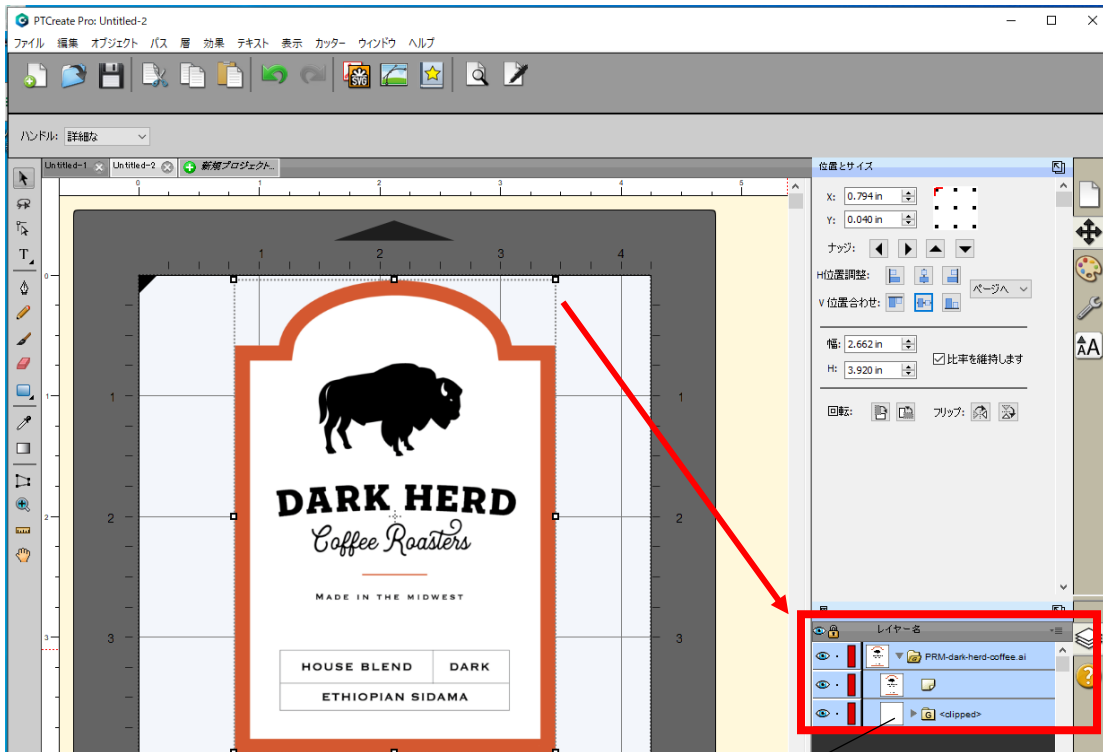 PTCreate Pro: Untitled-2
ファイル 編集 オブジェクト パス 層 効果 テキスト 表示 カッター ウィンドウ ヘルプ
SVG
ハンドル: 詳細な
Untitled-1 Untitled-2 新規プロジェクト...
0 1 2 3 4 5
1 2 3 4
0
1 1 1
2 2 2
3 3 3
DARK HERD
Coffee Roasters
MADE IN THE MIDWEST
HOUSE BLEND DARK
ETHIOPIAN SIDAMA
位置とサイズ
X: 0.794 in
Y: 0.040 in
ナッジ:
H位置調整:
V 位置合わせ:
ページへ
幅: 2.662 in
H: 3.920 in
比率を維持します
回転: フリップ:
AA
レイヤー名
PRM-dark-herd-coffee.ai
G <clipped>